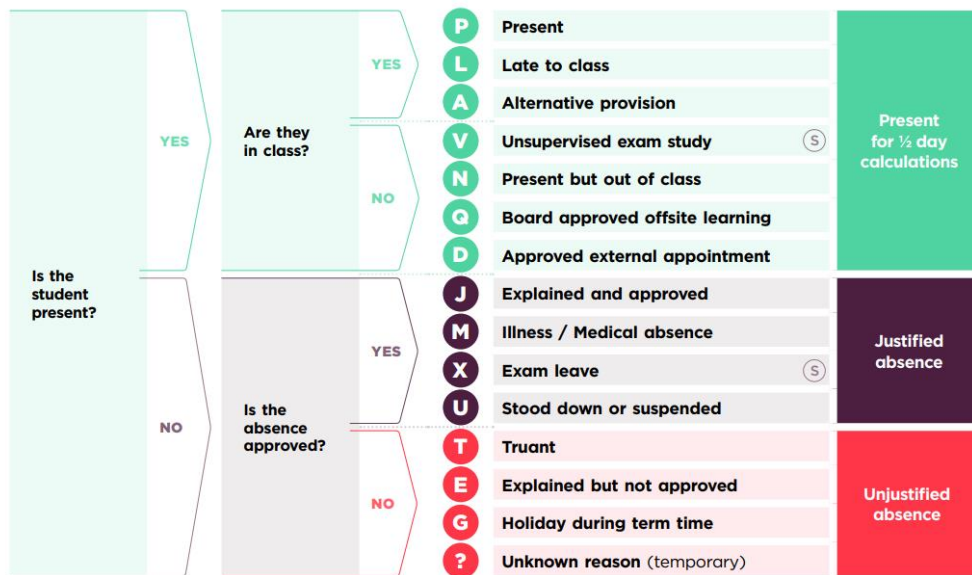 Is the
student
present?
YES
NO
Are they
in class?
YES
NO
Is the
absence
approved?
YES
NO
P Present
L Late to class
A Alternative provision
V Unsupervised exam study S
N Present but out of class
Q Board approved offsite learning
D Approved external appointment
Present
for ½ day
calculations
J Explained and approved
M Illness / Medical absence
X Exam leave S
U Stood down or suspended
Justified
absence
T Truant
E Explained but not approved
G Holiday during term time
? Unknown reason (temporary)
Unjustified
absence